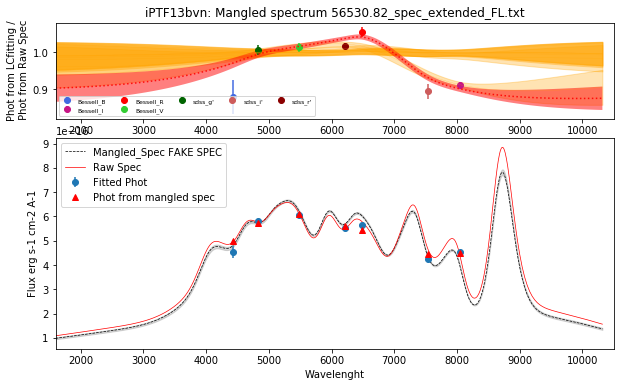 iPTF13bvn: Mangled spectrum 56530.82_spec_extended_FL.txt
Phot from LCfitting /
Phot from Raw Spec
1.0
0.9
Bessell_B
Bessell_I
Bessell_R
Bessell_V
sdss_g'
sdss_i'
sdss_r'
2000 3000 4000 5000 6000 7000 8000 9000 10000
1e-16
Flux erg s-1 cm-2 A-1
9
8
7
6
5
4
3
2
1
Mangled_Spec FAKE SPEC
Raw Spec
Fitted Phot
Phot from mangled spec
2000 3000 4000 5000 6000 7000 8000 9000 10000
Wavelenght